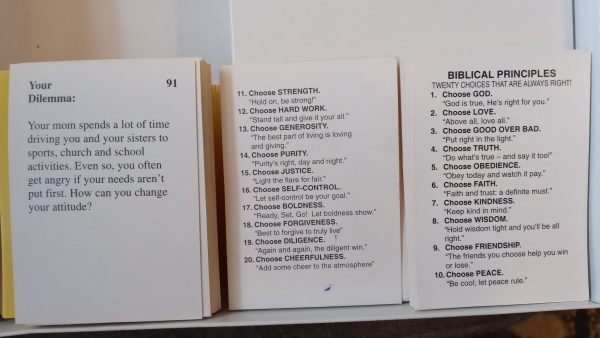 Your
Dilemma:
91
Your mom spends a lot of time
driving you and your sisters to
sports, church and school
activities. Even so, you often
get angry if your needs aren't
put first. How can you change
your attitude?
11. Choose STRENGTH.
"Hold on, be strong!"
12. Choose HARD WORK.
"Stand tall and give it your all."
13. Choose GENEROSITY.
"The best part of living is loving
and giving."
14. Choose PURITY.
"Purity's right, day and night."
15. Choose JUSTICE.
"Light the flare for fair."
16. Choose SELF-CONTROL.
"Let self-control be your goal."
17. Choose BOLDNESS.
"Ready, Set, Go! Let boldness show."
18. Choose FORGIVENESS.
"Best to forgive to truly live"
19. Choose DILIGENCE.
"Again and again, the diligent win."
20. Choose CHEERFULNESS.
"Add some cheer to the atmosphere"
BIBLICAL PRINCIPLES
TWENTY CHOICES THAT ARE ALWAYS RIGHT!
1. Choose GOD.
"God is true, He's right for you."
2. Choose LOVE.
"Above all, love all."
3. Choose GOOD OVER BAD.
"Put right in the light."
4. Choose TRUTH.
"Do what's true – and say it too!"
5. Choose OBEDIENCE.
"Obey today and watch it pay."
6. Choose FAITH.
"Faith and trust: a definite must."
7. Choose KINDNESS.
"Keep kind in mind."
8. Choose WISDOM.
"Hold wisdom tight and you'll be all
right."
9. Choose FRIENDSHIP.
"The friends you choose help you win
or lose."
10. Choose PEACE.
"Be cool; let peace rule."